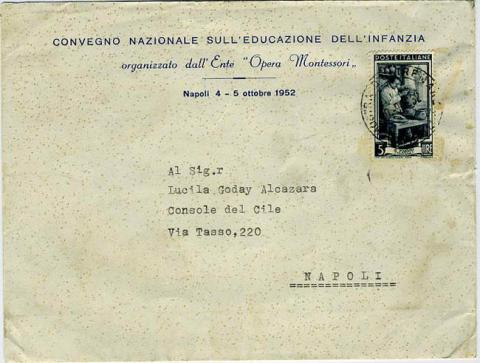 CONVEGNO NAZIONALE SULL'EDUCAZIONE DELL'INFANZIA
organizzato dall'Ente "Opera Montessori„
Napoli 4 - 5 ottobre 1952
POSTE ITALIANE
5 LIRE
Al Sig.r
Lucila Goday Alcazara
Console del Cile
Via Tasso,220
NAPOLI